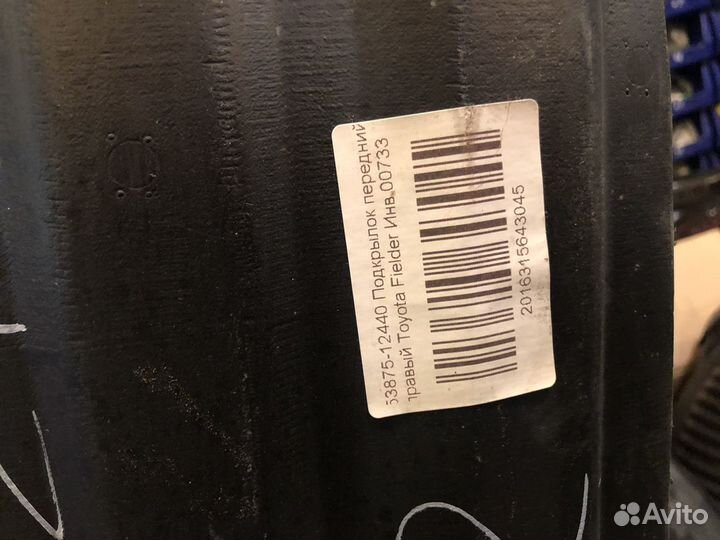 53875-12440 Подкрылок передний
правый Toyota Fielder Инв.00733
2016315643045
Avito